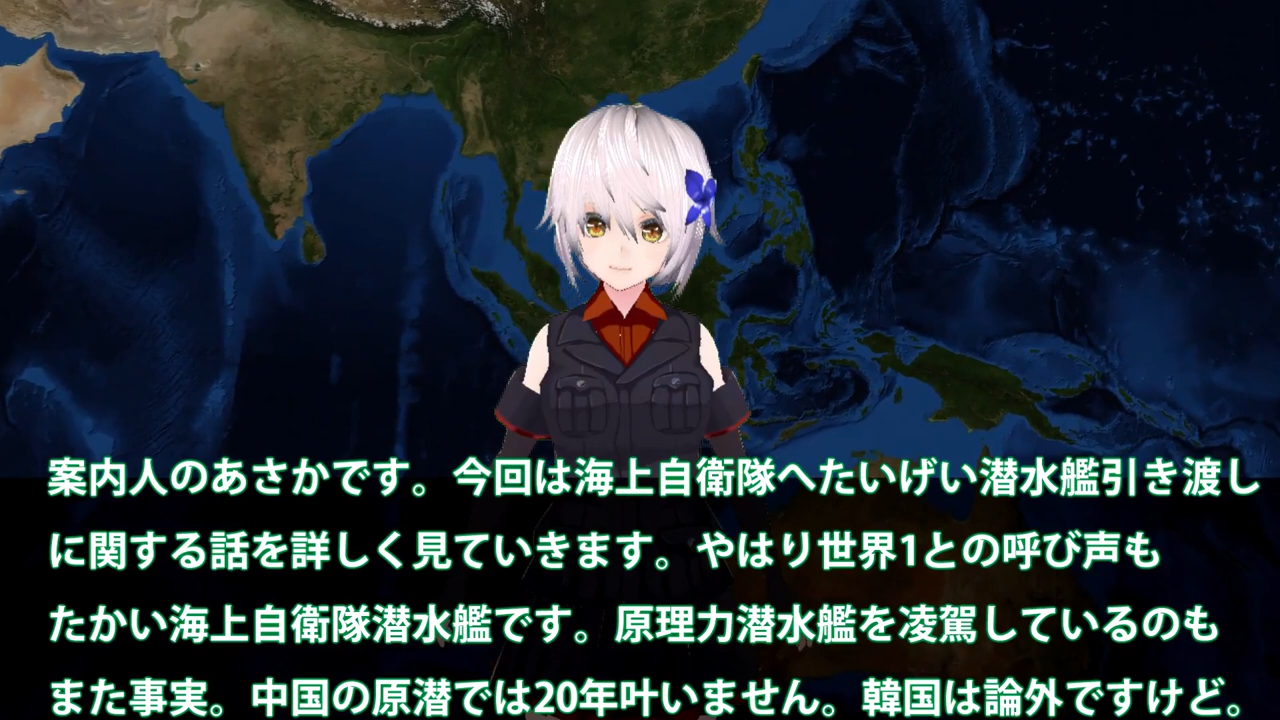 案内人のあさかです。今回は海上自衛隊へたいげい潜水艦引き渡し
に関する話を詳しく見ていきます。やはり世界1との呼び声も
たかい海上自衛隊潜水艦です。原理力潜水艦を凌駕しているのも
また事実。中国の原潜では20年叶いません。韓国は論外ですけど。